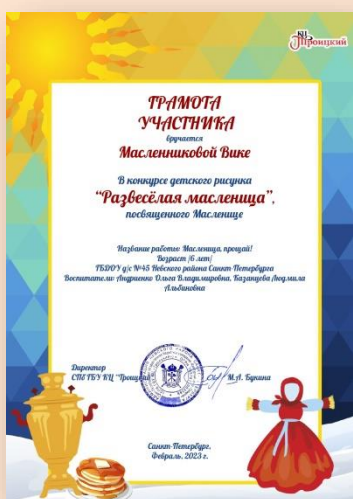 КЦ
Троицкий
ГРАМОТА
УЧАСТНИКА
вручается
Масленниковой Вике
В конкурсе детского рисунка
“Развесёлая масленица”,
посвященного Масленице
Название работы: Масленица, прощай!
Возраст /6 лет/
ГБДОУ д/с №45 Невского района Санкт-Петербурга
Воспитатели: Андриенко Ольга Владимировна, Казанцева Людмила
Альбиновна
Директор
СПб ГБУ КЦ "Троицкий"
М.А. Букина
Санкт-Петербург,
Февраль, 2023 г.